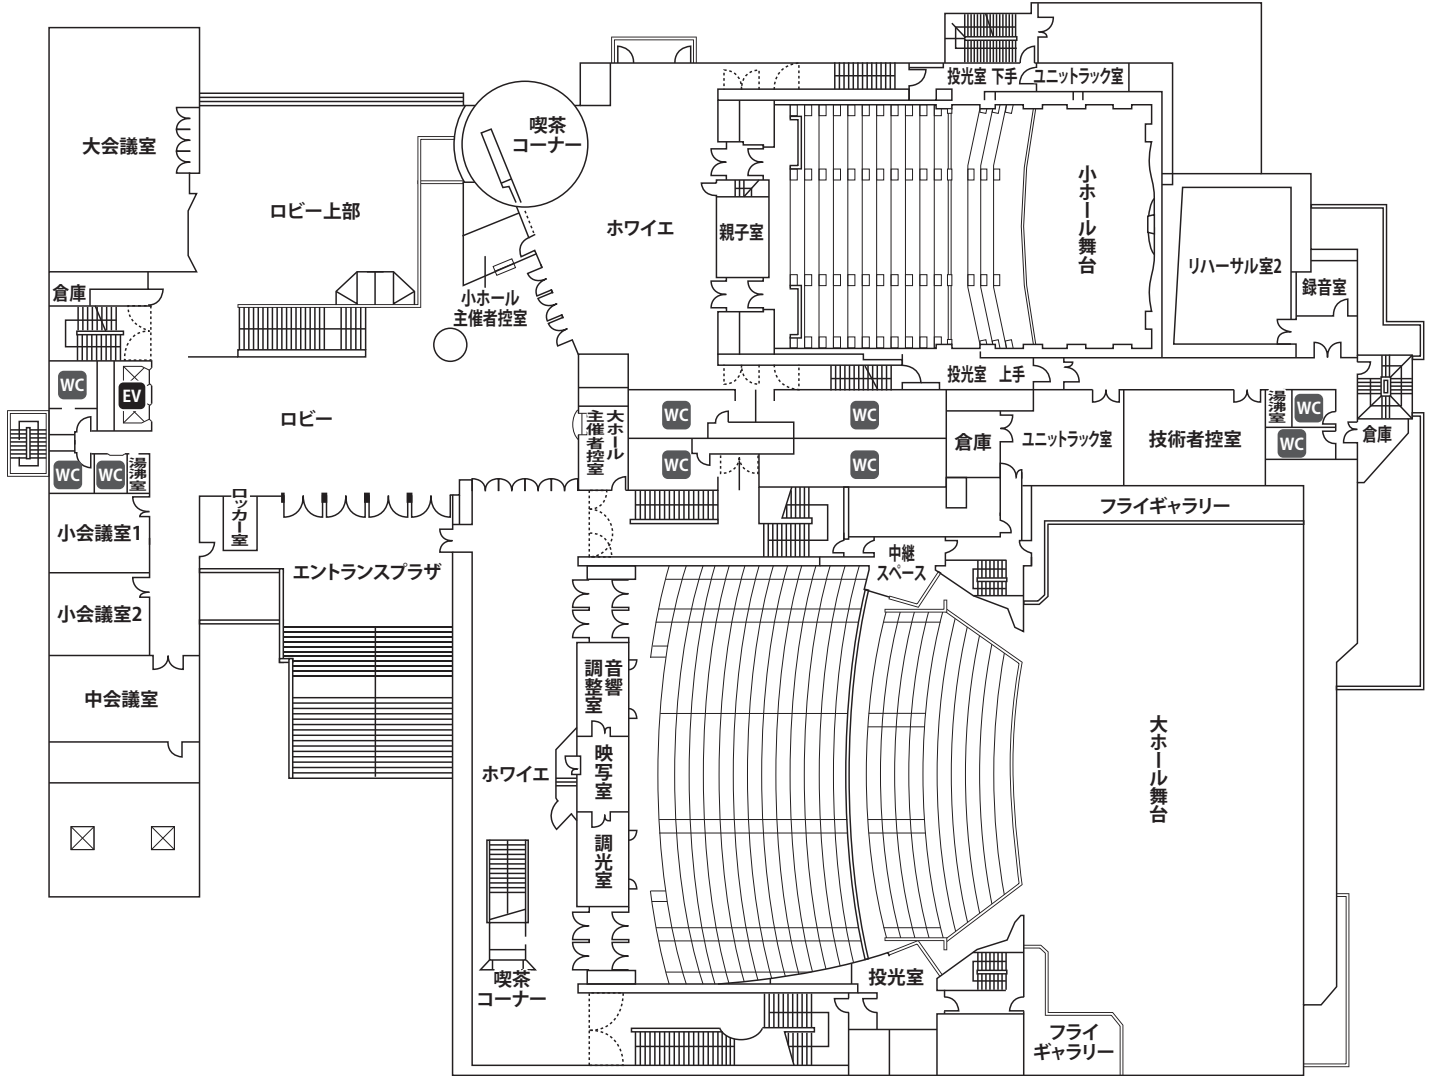 投光室 下手
ユニットラック室
喫茶
コーナー
大会議室
ロビー上部
ホワイエ
親子室
小ホール舞台
リハーサル室2
録音室
倉庫
小ホール
主催者控室
投光室 上手
WC
EV
ロビー
大ホール
主催者控室
WC
WC
WC
WC
倉庫
ユニットラック室
技術者控室
湯沸室
WC
WC
倉庫
WC
WC
湯沸室
ロッカー室
小会議室1
エントランスプラザ
中継
スペース
フライギャラリー
小会議室2
中会議室
音響
調整室
映写室
調光室
ホワイエ
大ホール舞台
喫茶
コーナー
投光室
フライ
ギャラリー